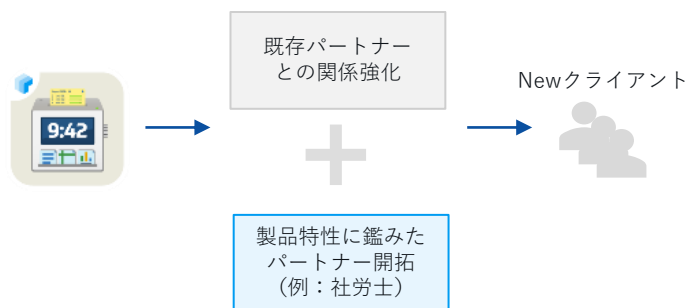 既存パートナー
との関係強化
Newクライアント
9:42
製品特性に鑑みた
パートナー開拓
（例：社労士）